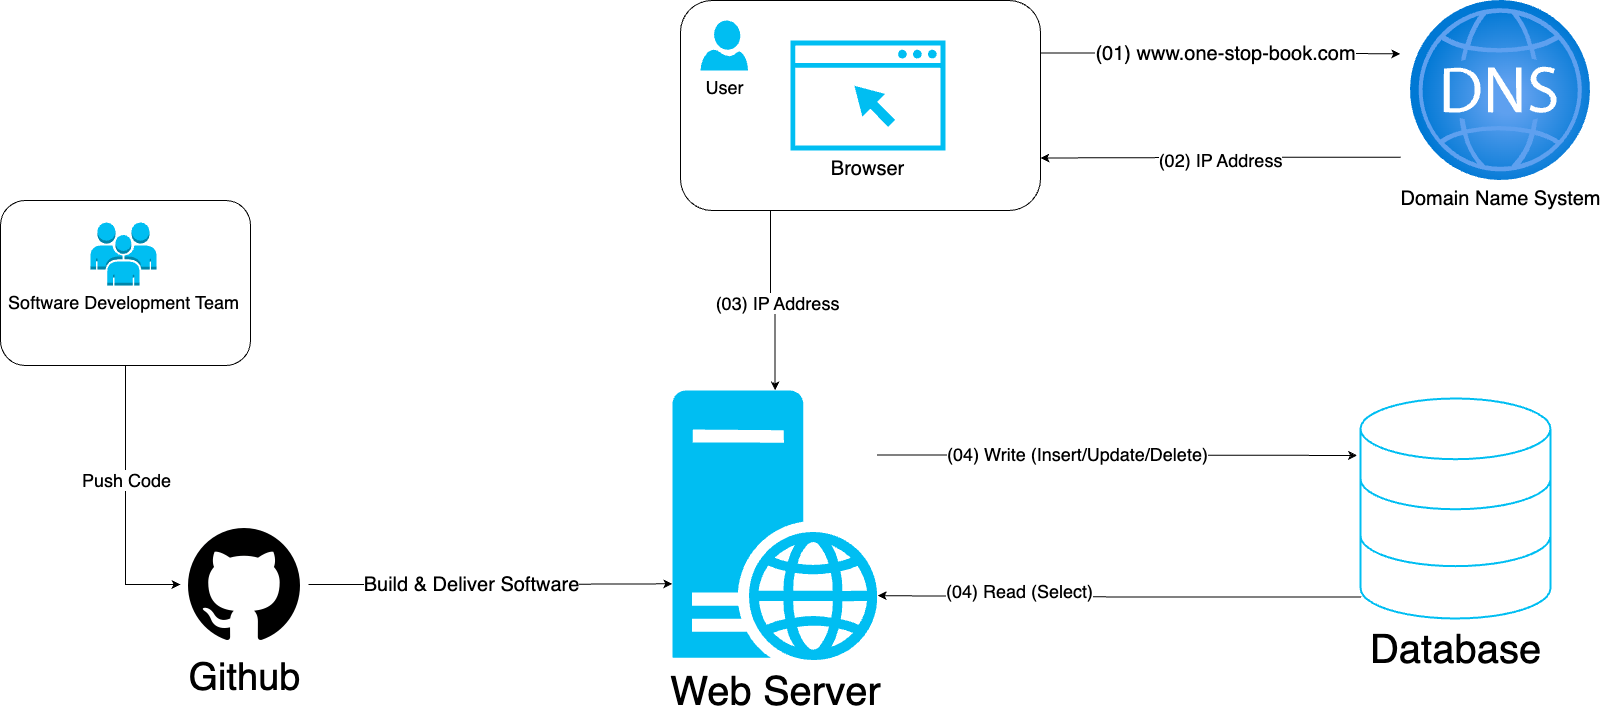 User
Browser
(01) www.one-stop-book.com
DNS
(02) IP Address
Domain Name System
Software Development Team
(03) IP Address
Push Code
(04) Write (Insert/Update/Delete)
Build & Deliver Software
(04) Read (Select)
Github
Web Server
Database